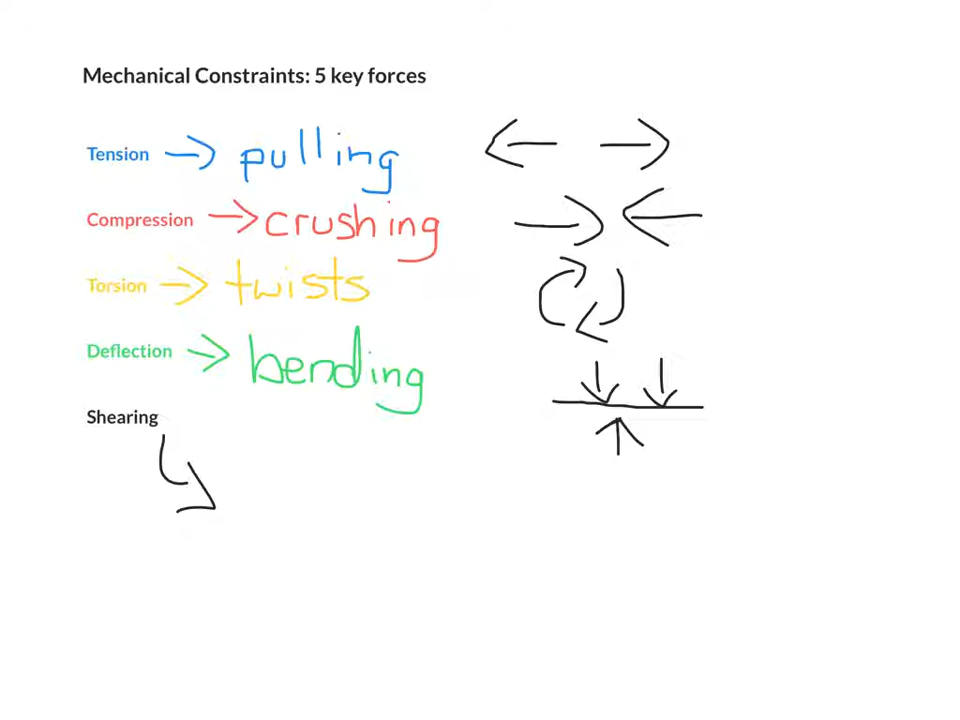 Mechanical Constraints: 5 key forces
Tension → pulling
Compression → crushing
Torsion → twists
Deflection → bending
Shearing